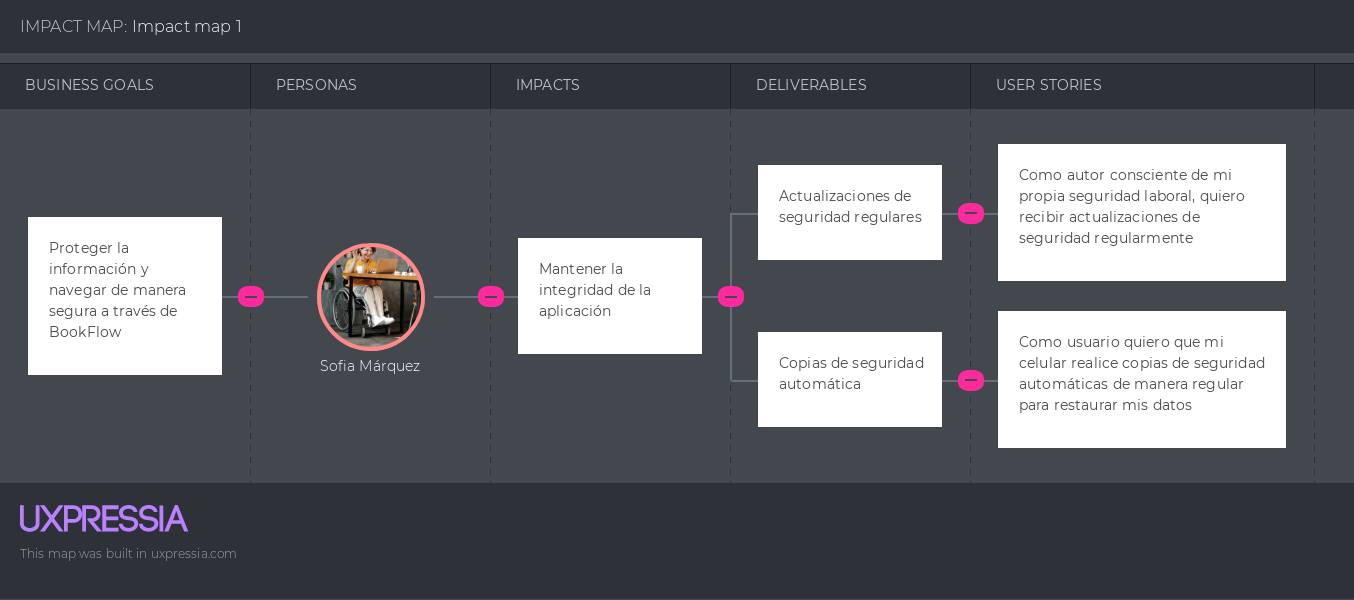 IMPACT MAP: Impact map 1
BUSINESS GOALS
PERSONAS
IMPACTS
DELIVERABLES
USER STORIES
Proteger la
información y
navegar de manera
segura a través de
BookFlow
Sofia Márquez
Mantener la
integridad de la
aplicación
Actualizaciones de
seguridad regulares
Como autor consciente de mi
propia seguridad laboral, quiero
recibir actualizaciones de
seguridad regularmente
Copias de seguridad
automática
Como usuario quiero que mi
celular realice copias de seguridad
automáticas de manera regular
para restaurar mis datos
UXPRESSIA
This map was built in uxpressia.com